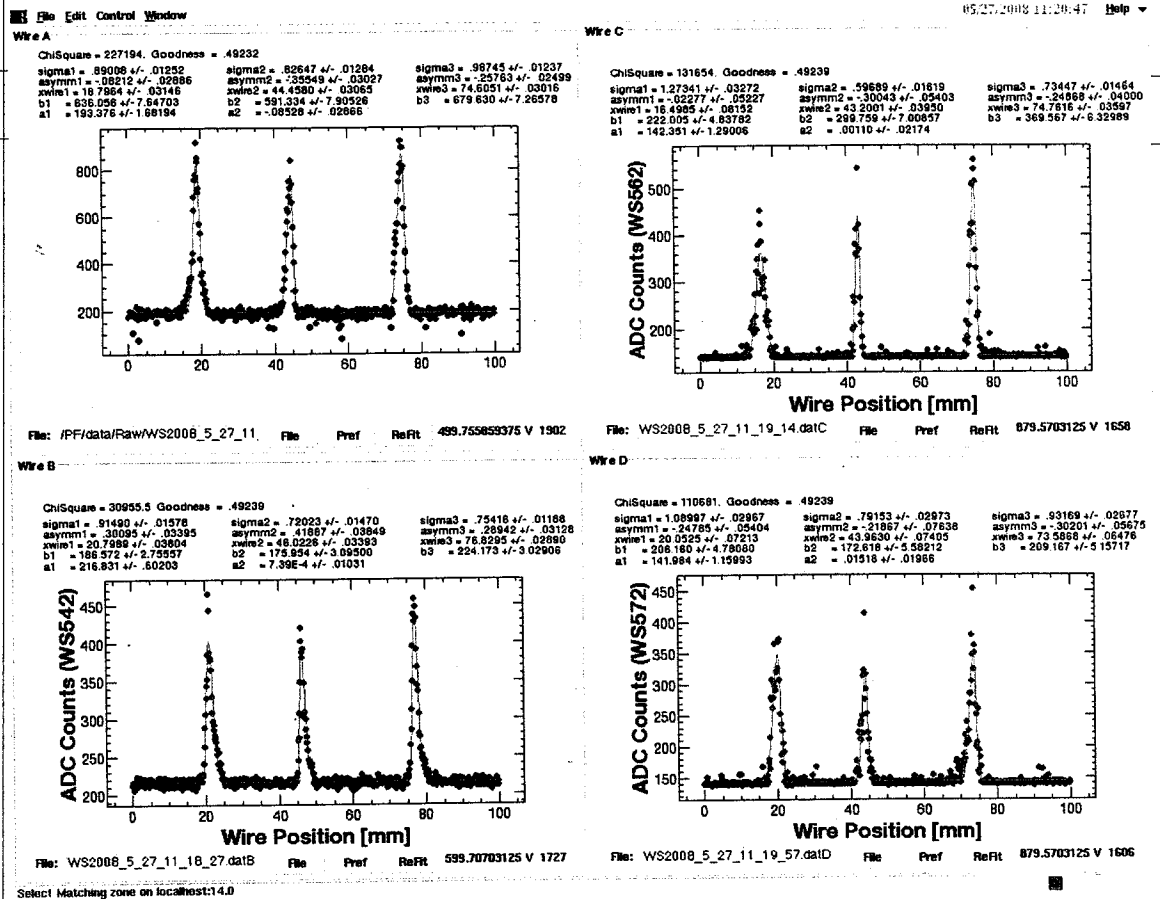 File Edit Control Window
05/27/2008 11:20:47 Help
Wire A
ChiSquare = 227194. Goodness = .49232
sigma1 = .89008 +/- .01252 sigma2 = .82647 +/- .01284 sigma3 = .98745 +/- .01237
asymm1 = -.08212 +/- .02886 asymm2 = -.35549 +/- .03027 asymm3 = -.25763 +/- .02499
xwire1 = 18.7964 +/- .03146 xwire2 = 44.4580 +/- .03065 xwire3 = 74.6051 +/- .03016
b1 = 636.058 +/- 7.64703 b2 = 591.334 +/- 7.90526 b3 = 679.630 +/- 7.26578
a1 = 193.376 +/- 1.68194 a2 = -.08528 +/- .02866
800
600
400
200
0 20 40 60 80 100
File: /PF/data/Raw/WS2008_5_27_11 File Pref ReFit 499.755859375 V 1902
Wire C
ChiSquare = 131654. Goodness = .49239
sigma1 = 1.27341 +/- .03272 sigma2 = .59689 +/- .01619 sigma3 = .73447 +/- .01464
asymm1 = -.02277 +/- .05227 asymm2 = -.30043 +/- .05403 asymm3 = -.24868 +/- .04000
xwire1 = 16.4985 +/- .08152 xwire2 = 43.2001 +/- .03950 xwire3 = 74.7616 +/- .03597
b1 = 222.005 +/- 4.83782 b2 = 299.759 +/- 7.00857 b3 = 369.567 +/- 6.32989
a1 = 142.351 +/- 1.29006 a2 = .00110 +/- .02174
ADC Counts (WS562)
500
400
300
200
0 20 40 60 80 100
Wire Position [mm]
File: WS2008_5_27_11_19_14.datC File Pref ReFit 879.5703125 V 1658
Wire B
ChiSquare = 30955.5 Goodness = .49239
sigma1 = .91490 +/- .01578 sigma2 = .72023 +/- .01470 sigma3 = .75416 +/- .01188
asymm1 = .30095 +/- .03395 asymm2 = .41887 +/- .03849 asymm3 = .28942 +/- .03128
xwire1 = 20.7989 +/- .03804 xwire2 = 46.0226 +/- .03393 xwire3 = 76.8295 +/- .02890
b1 = 186.572 +/- 2.75557 b2 = 175.954 +/- 3.09500 b3 = 224.173 +/- 3.02906
a1 = 216.831 +/- .60203 a2 = 7.39E-4 +/- .01031
ADC Counts (WS542)
450
400
350
300
250
200
0 20 40 60 80 100
Wire Position [mm]
File: WS2008_5_27_11_18_27.datB File Pref ReFit 599.70703125 V 1727
Wire D
ChiSquare = 110681. Goodness = .49239
sigma1 = 1.08997 +/- .02967 sigma2 = .79153 +/- .02973 sigma3 = .93169 +/- .02677
asymm1 = -.24785 +/- .05404 asymm2 = -.21867 +/- .07638 asymm3 = -.30201 +/- .05675
xwire1 = 20.0525 +/- .07213 xwire2 = 43.9630 +/- .07405 xwire3 = 73.5868 +/- .06476
b1 = 206.160 +/- 4.78060 b2 = 172.618 +/- 5.58212 b3 = 209.167 +/- 5.15717
a1 = 141.984 +/- 1.15993 a2 = .01518 +/- .01966
ADC Counts (WS572)
450
400
350
300
250
200
150
0 20 40 60 80 100
Wire Position [mm]
File: WS2008_5_27_11_19_57.datD File Pref ReFit 879.5703125 V 1606
Select Matching zone on localhost:14.0